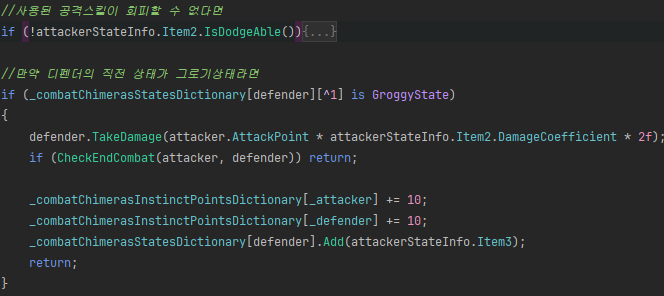 //사용된 공격스킬이 회피할 수 없다면
if (!attackerStateInfo.Item2.IsDodgeAble()){...}
//만약 디펜더의 직전 상태가 그로기상태라면
if (_combatChimerasStatesDictionary[defender][^1] is GroggyState)
{
defender.TakeDamage(attacker.AttackPoint * attackerStateInfo.Item2.DamageCoefficient * 2f);
if (CheckEndCombat(attacker, defender)) return;
_combatChimerasInstinctPointsDictionary[_attacker] += 10;
_combatChimerasInstinctPointsDictionary[_defender] += 10;
_combatChimerasStatesDictionary[defender].Add(attackerStateInfo.Item3);
return;
}